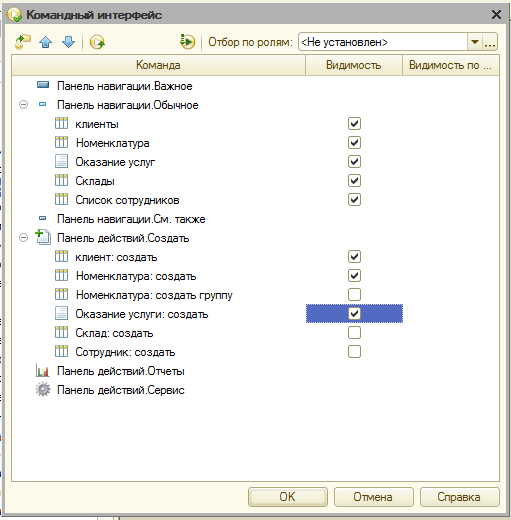 Командный интерфейс
Отбор по ролям: <Не установлен>
Команда Видимость Видимость по ...
Панель навигации.Важное
Панель навигации.Обычное
клиенты
Номенклатура
Оказание услуг
Склады
Список сотрудников
Панель навигации.См. также
Панель действий.Создать
клиент: создать
Номенклатура: создать
Номенклатура: создать группу
Оказание услуги: создать
Склад: создать
Сотрудник: создать
Панель действий.Отчеты
Панель действий.Сервис
OK Отмена Справка